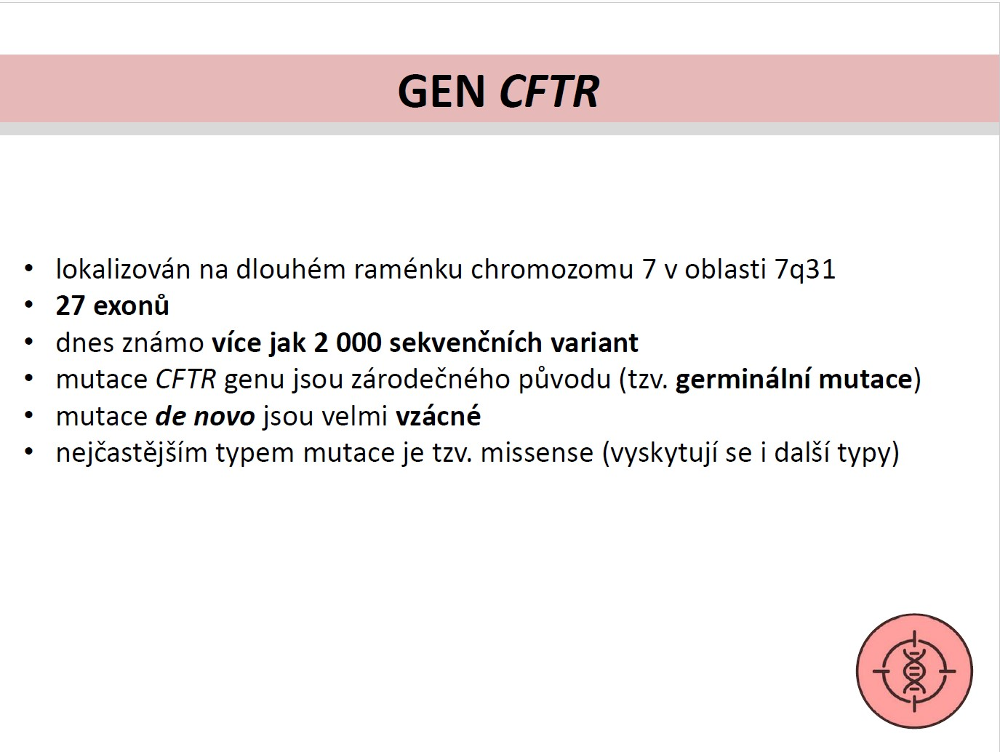 GEN CFTR
• lokalizován na dlouhém raménku chromozomu 7 v oblasti 7q31
• 27 exonů
• dnes známo více jak 2 000 sekvenčních variant
• mutace CFTR genu jsou zárodečného původu (tzv. germinální mutace)
• mutace de novo jsou velmi vzácné
• nejčastějším typem mutace je tzv. missense (vyskytují se i další typy)